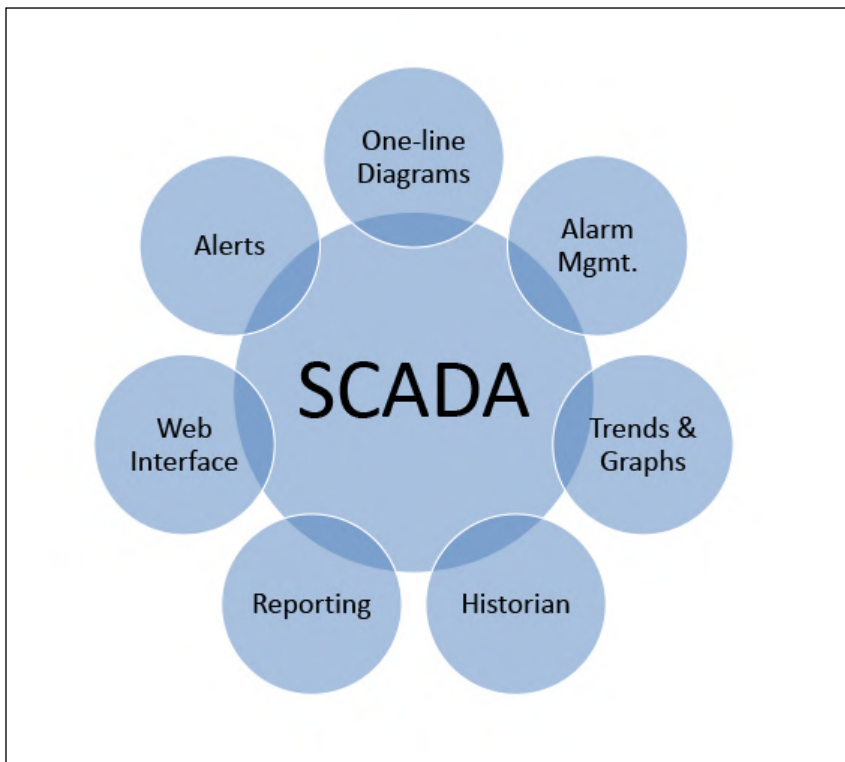 One-line
Diagrams
Alerts
Alarm
Mgmt.
SCADA
Web
Interface
Trends &
Graphs
Reporting
Historian